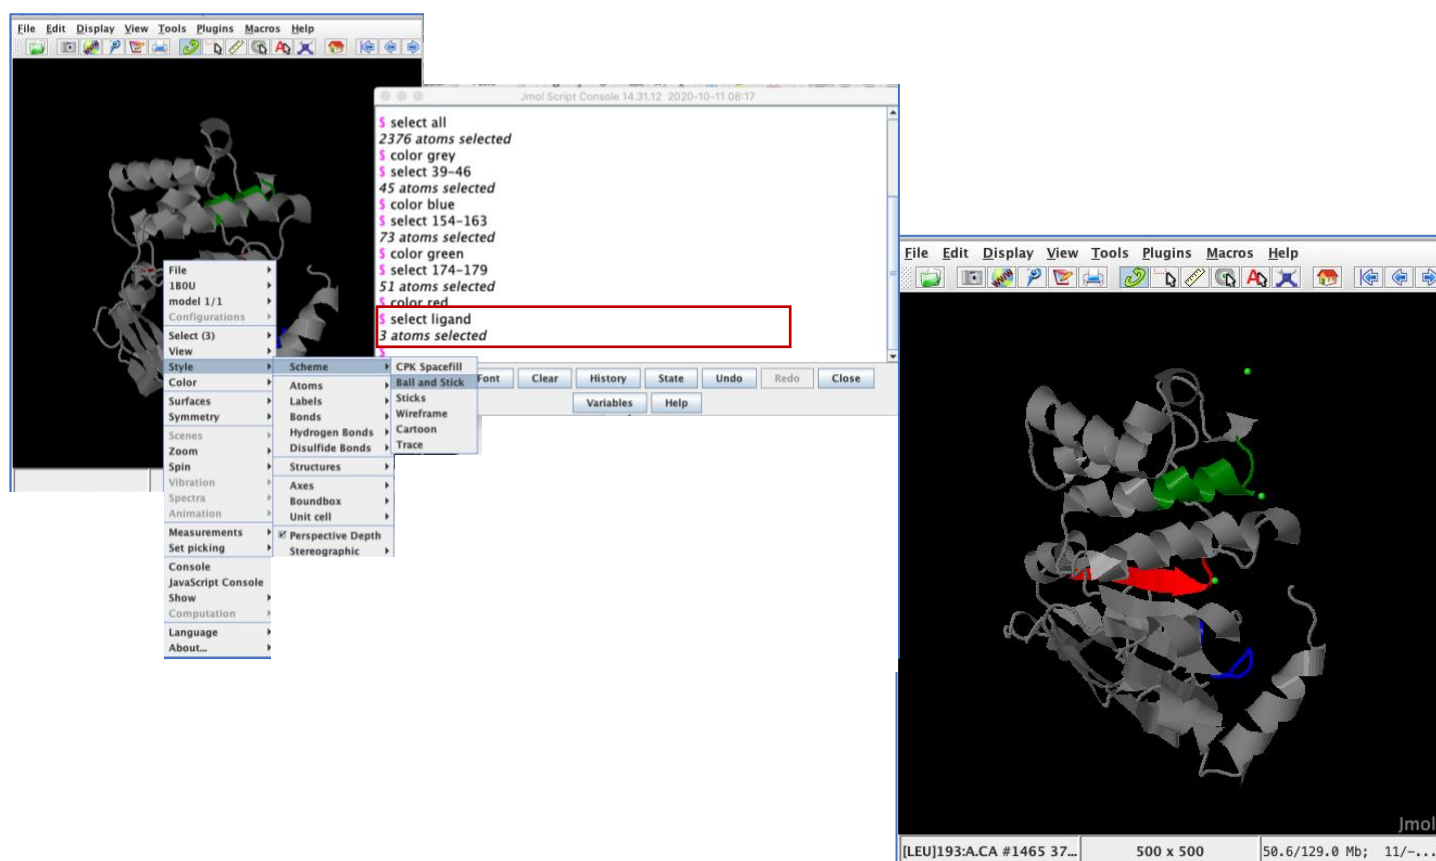 File Edit Display View Tools Plugins Macros Help
Jmol Script Console 14.31.12 2020-10-11 08:17
$ select all
2376 atoms selected
$ color grey
$ select 39-46
45 atoms selected
$ color blue
$ select 154-163
73 atoms selected
$ color green
$ select 174-179
51 atoms selected
$ color red
$ select ligand
3 atoms selected
$
Font Clear History State Undo Redo Close
Variables Help
File
1B0U
model 1/1
Configurations
Select (3)
View
Style
Color
Surfaces
Symmetry
Scenes
Zoom
Spin
Vibration
Spectra
Animation
Measurements
Set picking
Console
JavaScript Console
Show
Computation
Language
About...
Scheme
Atoms
Labels
Bonds
Hydrogen Bonds
Disulfide Bonds
Structures
Axes
Boundbox
Unit cell
Perspective Depth
Stereographic
CPK Spacefill
Ball and Stick
Sticks
Wireframe
Cartoon
Trace
File Edit Display View Tools Plugins Macros Help
Jmol
[LEU]193:A.CA #1465 37... 500 x 500 50.6/129.0 Mb; 11/-...